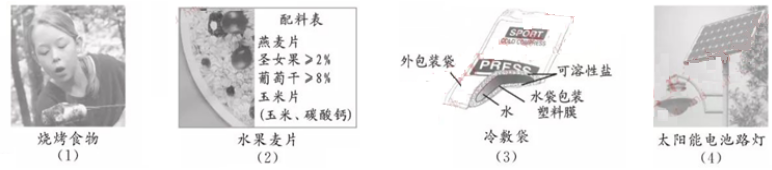 烧烤食物
(1)
配料表
燕麦片
圣女果≥2%
葡萄干≥8%
玉米片
(玉米、碳酸钙)
水果麦片
(2)
SPORT
COLD COMPRESS
PRESS
外包装袋
可溶性盐
水袋包装
塑料膜
水
冷敷袋
(3)
太阳能电池路灯
(4)